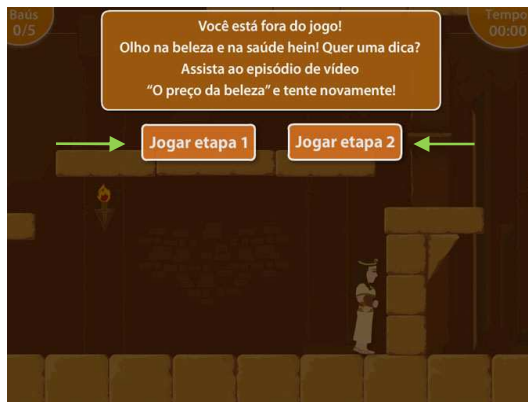 Baús
0/5
Tempo
00:00
Você está fora do jogo!
Olho na beleza e na saúde hein! Quer uma dica?
Assista ao episódio de vídeo
“O preço da beleza” e tente novamente!
Jogar etapa 1
Jogar etapa 2